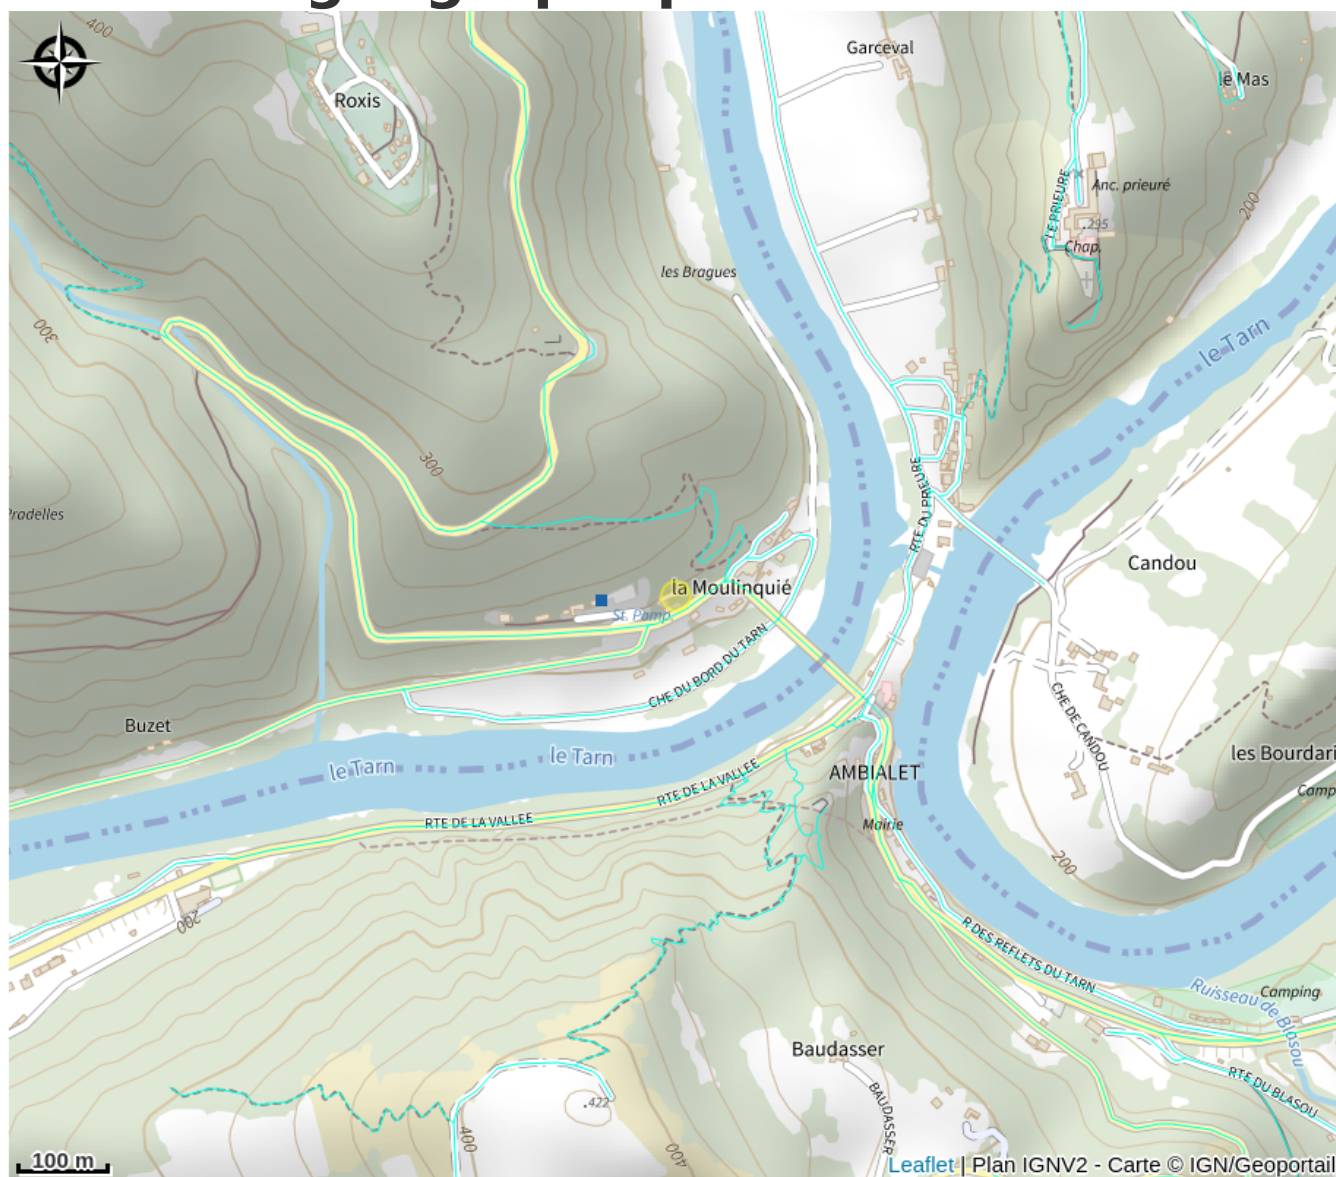 400
Roxis
Garceval
le Mas
Anc. prieuré
LE PRIEURE
.295
Chap.
200
les Bragues
le Tarn
300
300
RTE DU PRIEURE
Pradelles
Candou
la Moulinquié
St. Pomp.
CHE DU BORD DU TARN
CHE DE CANDOU
Buzet
le Tarn
le Tarn
les Bourdari
RTE DE LA VALLEE
AMBIALET
Camp
RTE DE LA VALLEE
Mairie
200
200
R DES REFLETS DU TARN
Ruisseau de Blasou
Camping
Baudasser
RTE DU BLASOU
BAUDASSER
.422
400
400
100 m
Leaflet | Plan IGNV2 - Carte © IGN/Geoportail